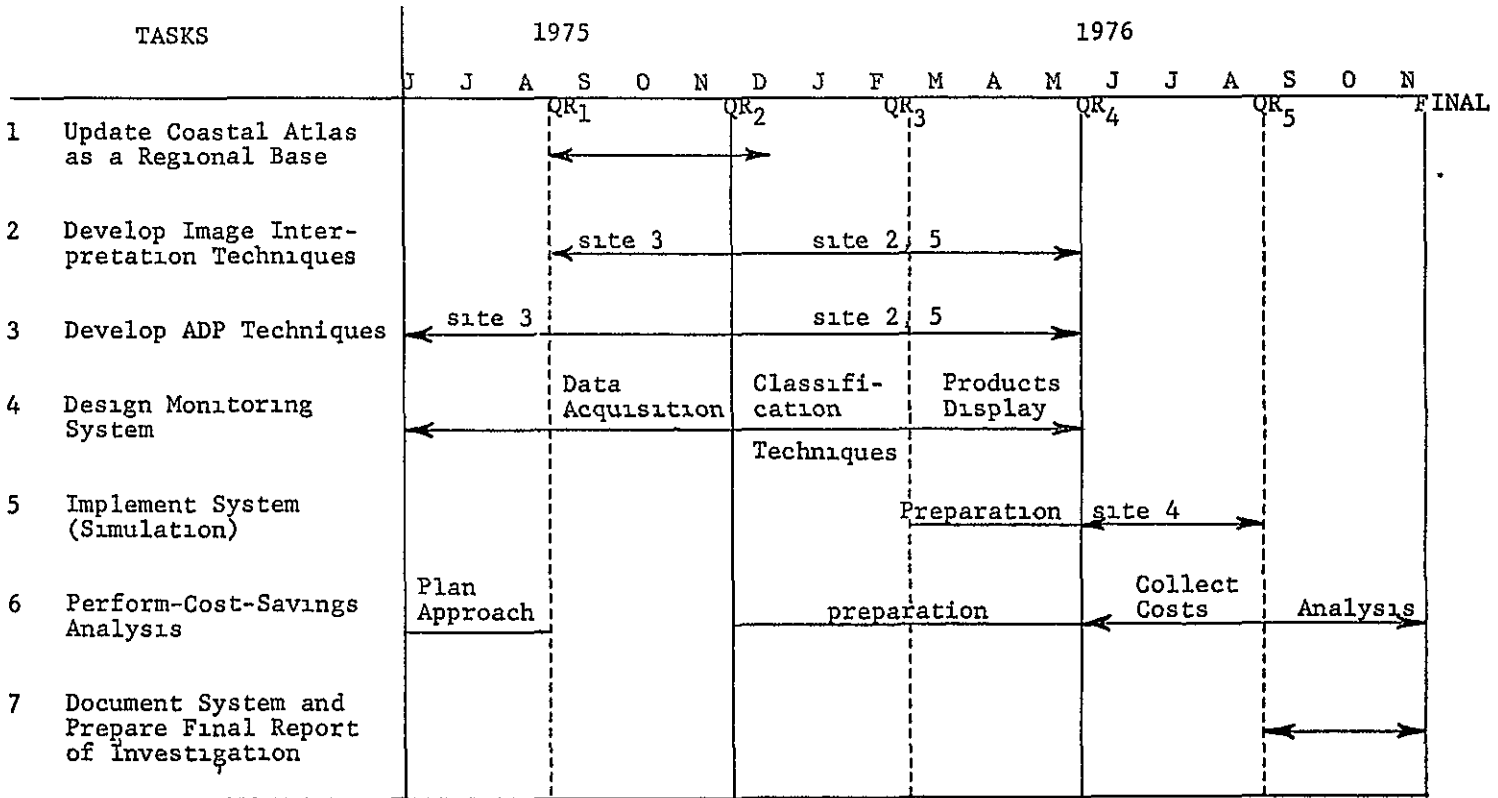 TASKS 1975 1976
J J A S O N D J F M A M J J A S O N
QR1 QR2 QR3 QR4 QR5 FINAL
1 Update Coastal Atlas
as a Regional Base
2 Develop Image Inter-
pretation Techniques
site 3 site 2, 5
3 Develop ADP Techniques
site 3 site 2, 5
4 Design Monitoring
System
Data
Acquisition
Classifi-
cation
Techniques
Products
Display
5 Implement System
(Simulation)
Preparation site 4
6 Perform-Cost-Savings
Analysis
Plan
Approach
preparation
Collect
Costs
Analysis
7 Document System and
Prepare Final Report
of Investigation